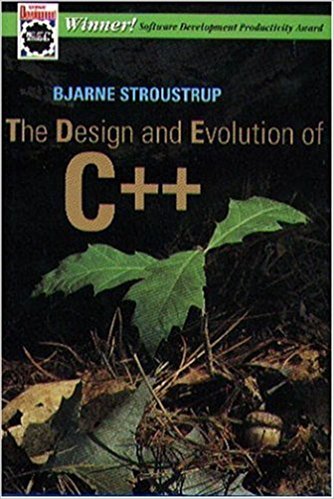 Winner! Software Development Productivity Award
BJARNE STROUSTRUP
The Design and Evolution of
C++